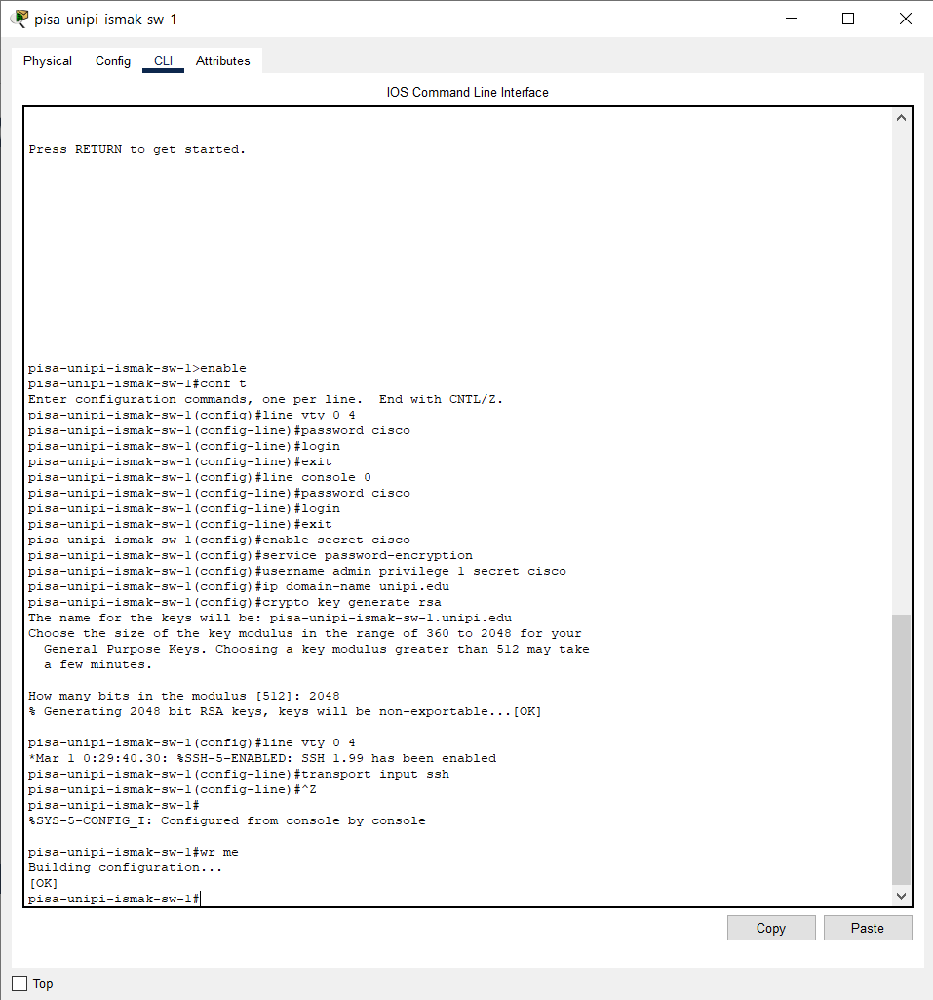 pisa-unipi-ismak-sw-1
Physical Config CLI Attributes
IOS Command Line Interface
Press RETURN to get started.
pisa-unipi-ismak-sw-1>enable
pisa-unipi-ismak-sw-1#conf t
Enter configuration commands, one per line.  End with CNTL/Z.
pisa-unipi-ismak-sw-1(config)#line vty 0 4
pisa-unipi-ismak-sw-1(config-line)#password cisco
pisa-unipi-ismak-sw-1(config-line)#login
pisa-unipi-ismak-sw-1(config-line)#exit
pisa-unipi-ismak-sw-1(config)#line console 0
pisa-unipi-ismak-sw-1(config-line)#password cisco
pisa-unipi-ismak-sw-1(config-line)#login
pisa-unipi-ismak-sw-1(config-line)#exit
pisa-unipi-ismak-sw-1(config)#enable secret cisco
pisa-unipi-ismak-sw-1(config)#service password-encryption
pisa-unipi-ismak-sw-1(config)#username admin privilege 1 secret cisco
pisa-unipi-ismak-sw-1(config)#ip domain-name unipi.edu
pisa-unipi-ismak-sw-1(config)#crypto key generate rsa
The name for the keys will be: pisa-unipi-ismak-sw-1.unipi.edu
Choose the size of the key modulus in the range of 360 to 2048 for your
  General Purpose Keys. Choosing a key modulus greater than 512 may take
  a few minutes.
How many bits in the modulus [512]: 2048
% Generating 2048 bit RSA keys, keys will be non-exportable...[OK]
pisa-unipi-ismak-sw-1(config)#line vty 0 4
*Mar 1 0:29:40.30: %SSH-5-ENABLED: SSH 1.99 has been enabled
pisa-unipi-ismak-sw-1(config-line)#transport input ssh
pisa-unipi-ismak-sw-1(config-line)#^Z
pisa-unipi-ismak-sw-1#
%SYS-5-CONFIG_I: Configured from console by console
pisa-unipi-ismak-sw-1#wr me
Building configuration...
[OK]
pisa-unipi-ismak-sw-1#
Copy Paste
Top